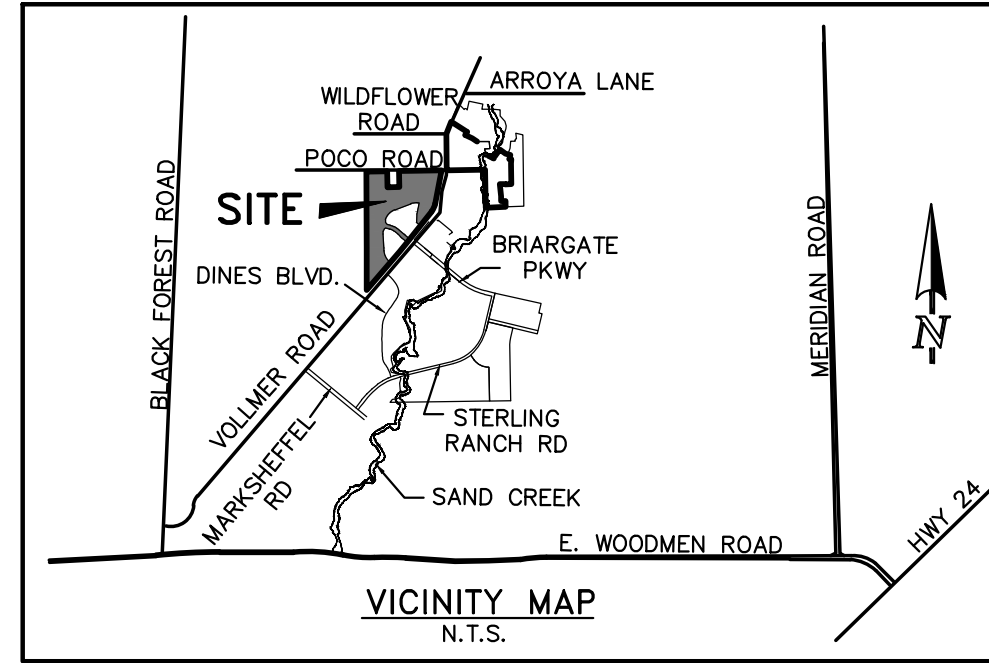 ARROYA LANE
WILDFLOWER
ROAD
POCO ROAD
SITE
BLACK FOREST ROAD
DINES BLVD.
BRIARGATE
PKWY
MERIDIAN ROAD
N
VOLLMER ROAD
MARKSHEFFEL
RD
STERLING
RANCH RD
SAND CREEK
E. WOODMEN ROAD
HWY 24
VICINITY MAP
N.T.S.